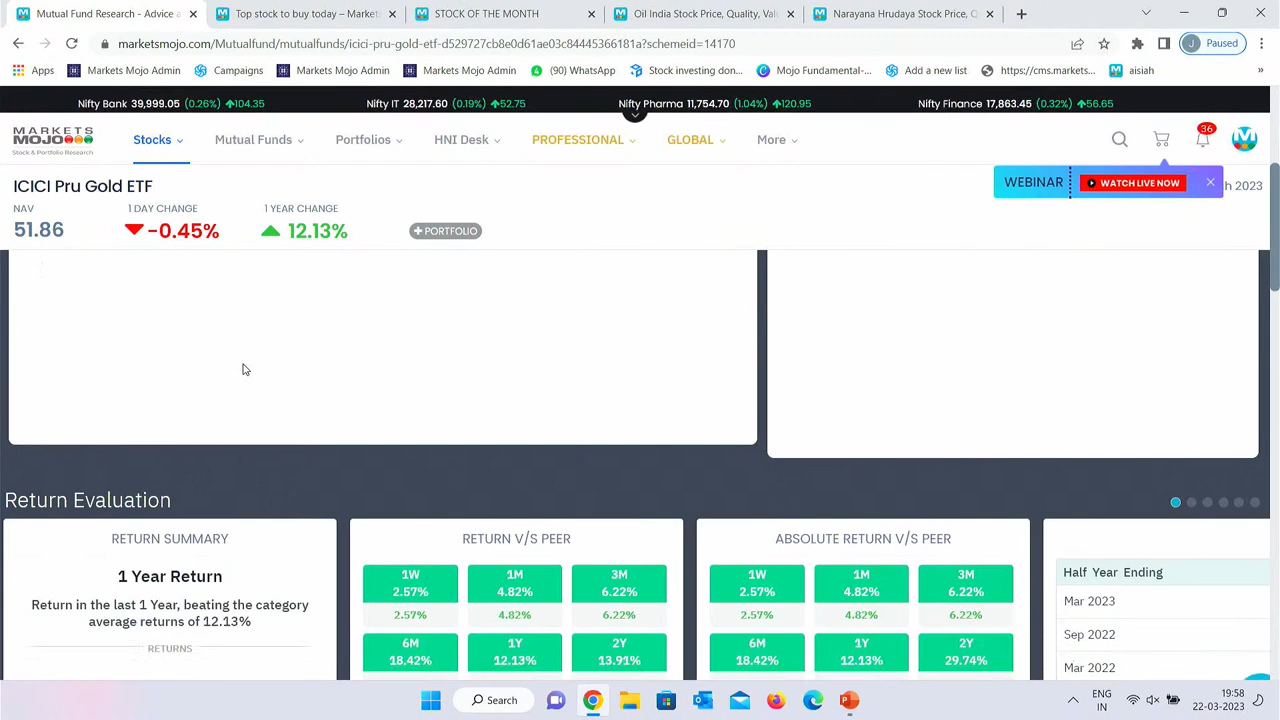 Mutual Fund Research - Advice a
Top stock to buy today – Market
STOCK OF THE MONTH
Oil India Stock Price, Quality, Val
Narayana Hrudaya Stock Price, Q
marketsmojo.com/Mutualfund/mutualfunds/icici-pru-gold-etf-d529727cb8e0d61ae03c84445366181a?schemeid=14170
J Paused
Apps
Markets Mojo Admin
Campaigns
Markets Mojo Admin
Markets Mojo Admin
(90) WhatsApp
Stock investing don...
Mojo Fundamental-...
Add a new list
https://cms.markets...
aisiah
»
Nifty Bank 39,999.05 (0.26%) 104.35
Nifty IT 28,217.60 (0.19%) 52.75
Nifty Pharma 11,754.70 (1.04%) 120.95
Nifty Finance 17,863.45 (0.32%) 56.65
MARKETS
MOJO
Stock & Portfolio Research
Stocks
Mutual Funds
Portfolios
HNI Desk
PROFESSIONAL
GLOBAL
More
36
ICICI Pru Gold ETF
WEBINAR
WATCH LIVE NOW
h 2023
NAV
51.86
1 DAY CHANGE
-0.45%
1 YEAR CHANGE
12.13%
+ PORTFOLIO
Return Evaluation
RETURN SUMMARY
1 Year Return
Return in the last 1 Year, beating the category
average returns of 12.13%
RETURNS
RETURN V/S PEER
1W 1M 3M
2.57% 4.82% 6.22%
2.57% 4.82% 6.22%
6M 1Y 2Y
18.42% 12.13% 13.91%
ABSOLUTE RETURN V/S PEER
1W 1M 3M
2.57% 4.82% 6.22%
2.57% 4.82% 6.22%
6M 1Y 2Y
18.42% 12.13% 29.74%
Half Year Ending
Mar 2023
Sep 2022
Mar 2022
Search
ENG
IN
19:58
22-03-2023